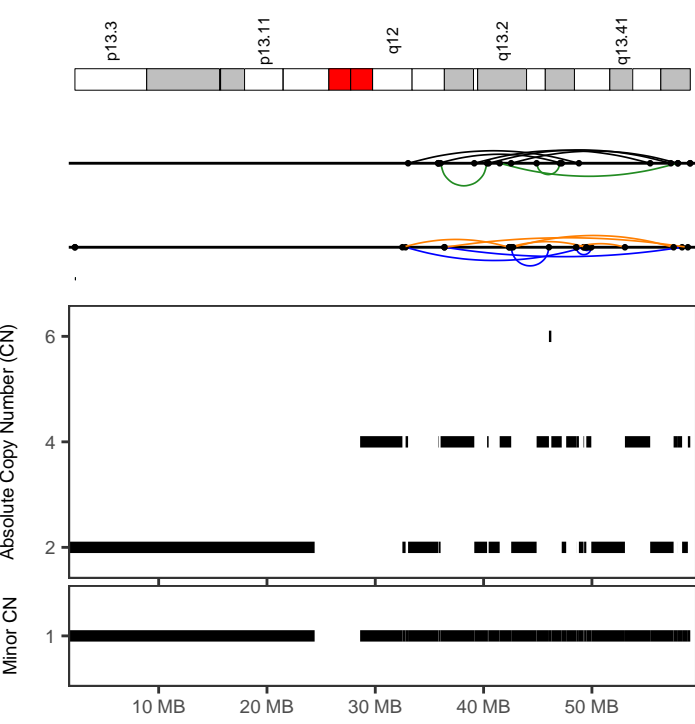 p13.3
p13.11
q12
q13.2
q13.41
Absolute Copy Number (CN)
6
4
2
Minor CN
1
10 MB
20 MB
30 MB
40 MB
50 MB